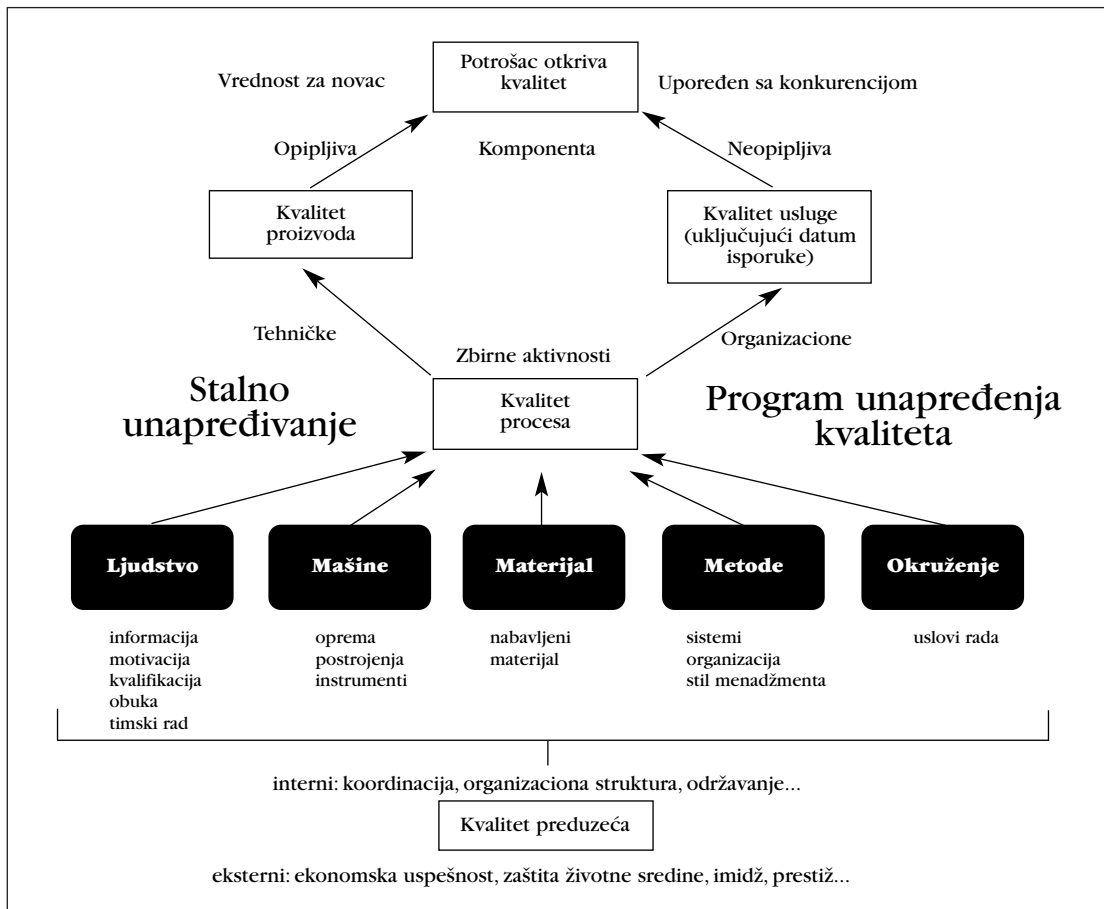 Potrošac otkriva
kvalitet
Vrednost za novac
Upoređen sa konkurencijom
Opipljiva
Komponenta
Neopipljiva
Kvalitet
proizvoda
Kvalitet usluge
(uključujući datum
isporuke)
Tehničke
Zbirne aktivnosti
Organizacione
Stalno
unapređivanje
Kvalitet
procesa
Program unapređenja
kvaliteta
Ljudstvo
Mašine
Materijal
Metode
Okruženje
informacija
motivacija
kvalifikacija
obuka
timski rad
oprema
postrojenja
instrumenti
nabavljeni
materijal
sistemi
organizacija
stil menadžmenta
uslovi rada
interni: koordinacija, organizaciona struktura, održavanje...
Kvalitet preduzeća
eksterni: ekonomska uspešnost, zaštita životne sredine, imidž, prestiž...